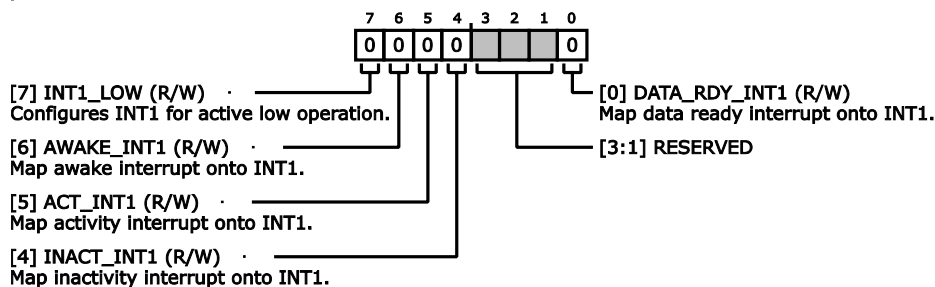 7 6 5 4 3 2 1 0
0 0 0 0 0
[7] INT1_LOW (R/W)
Configures INT1 for active low operation.
[6] AWAKE_INT1 (R/W)
Map awake interrupt onto INT1.
[5] ACT_INT1 (R/W)
Map activity interrupt onto INT1.
[4] INACT_INT1 (R/W)
Map inactivity interrupt onto INT1.
[0] DATA_RDY_INT1 (R/W)
Map data ready interrupt onto INT1.
[3:1] RESERVED